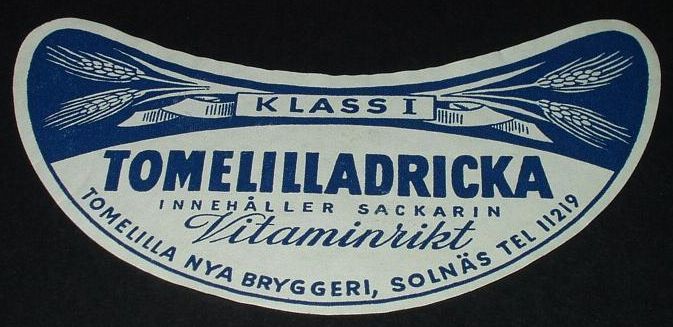 KLASS I
TOMELILLADRICKA
INNEHÅLLER SACKARIN
Vitaminrikt
TOMELILLA NYA BRYGGERI, SOLNÄS TEL 11219